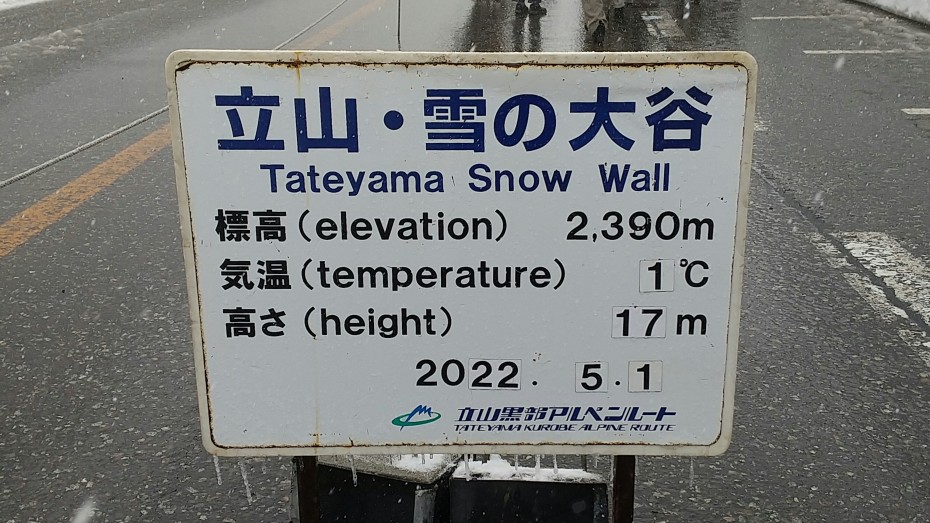 立山・雪の大谷
Tateyama Snow Wall
標高(elevation) 2,390m
気温(temperature) 1℃
高さ(height) 17m
2022. 5.1
立山黒部アルペンルート
TATEYAMA KUROBE ALPINE ROUTE